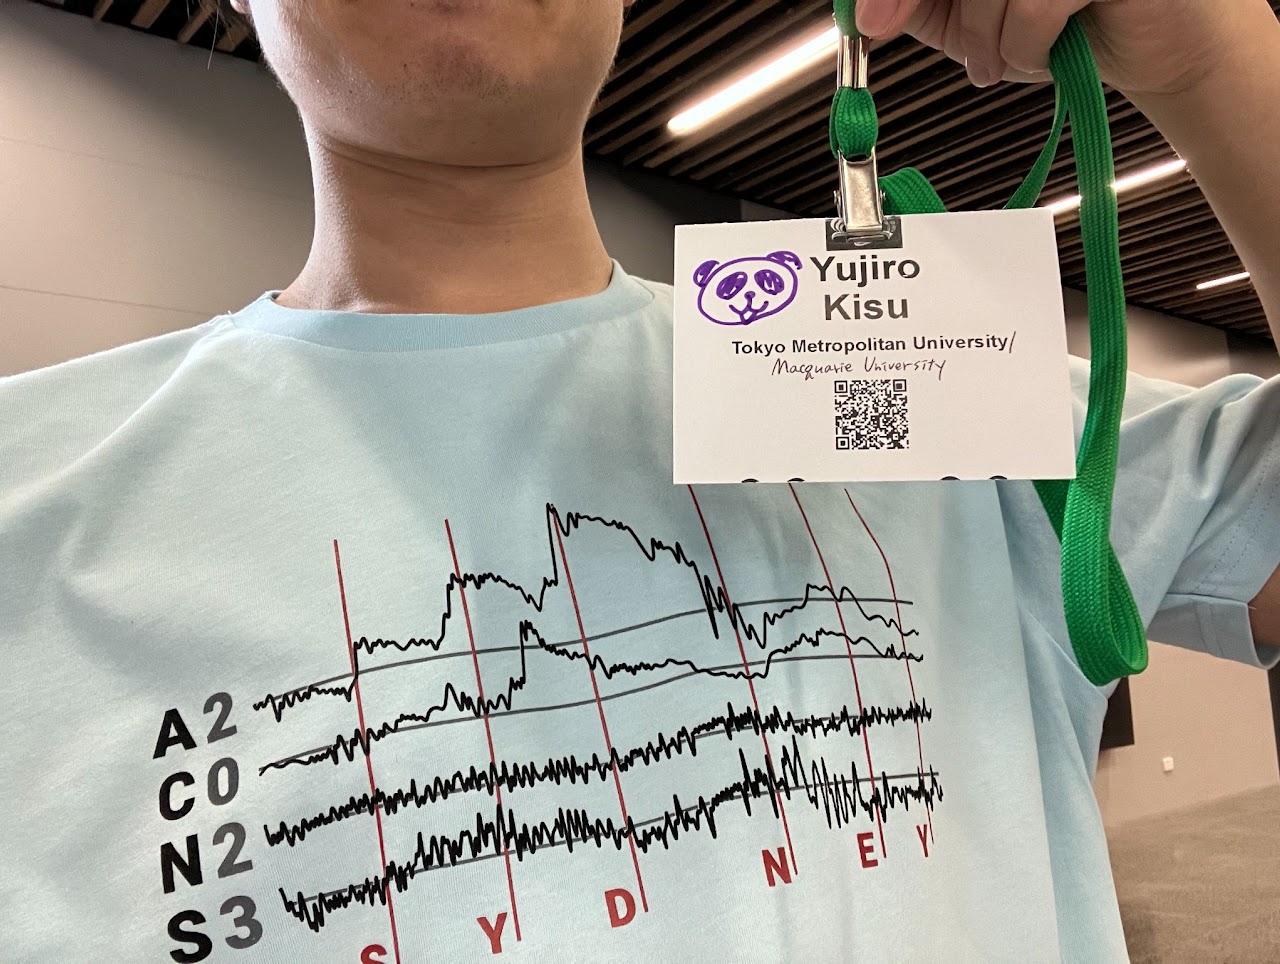 Yujiro
Kisu
Tokyo Metropolitan University/
Macquarie University
A2
C0
N2
S3
S Y D N E Y